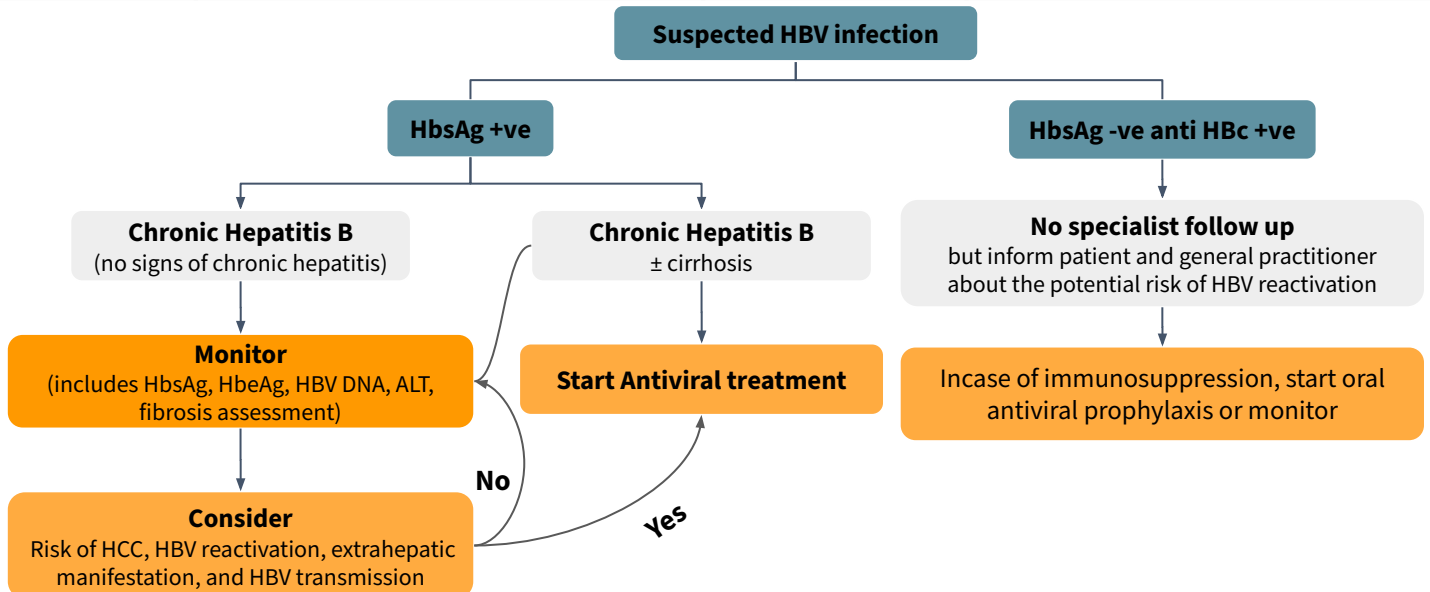 Suspected HBV infection
HbsAg +ve
HbsAg -ve anti HBc +ve
Chronic Hepatitis B
(no signs of chronic hepatitis)
Chronic Hepatitis B
± cirrhosis
No specialist follow up
but inform patient and general practitioner
about the potential risk of HBV reactivation
Monitor
(includes HbsAg, HbeAg, HBV DNA, ALT,
fibrosis assessment)
Start Antiviral treatment
Incase of immunosuppression, start oral
antiviral prophylaxis or monitor
No
Yes
Consider
Risk of HCC, HBV reactivation, extrahepatic
manifestation, and HBV transmission